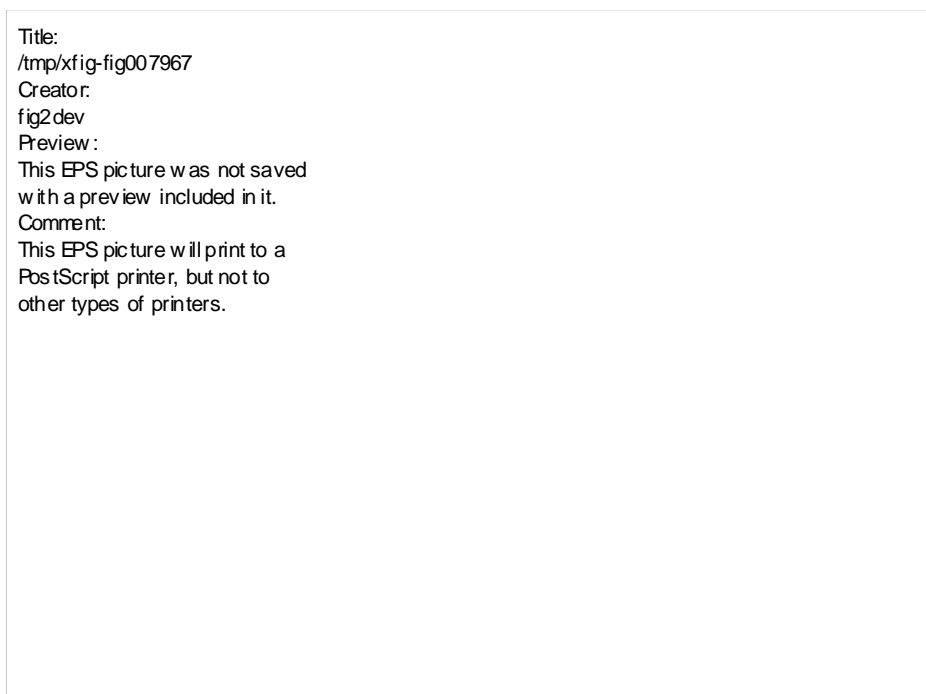 Title:
/tmp/xfig-fig007967
Creator:
fig2dev
Preview:
This EPS picture was not saved
with a preview included in it.
Comment:
This EPS picture will print to a
PostScript printer, but not to
other types of printers.